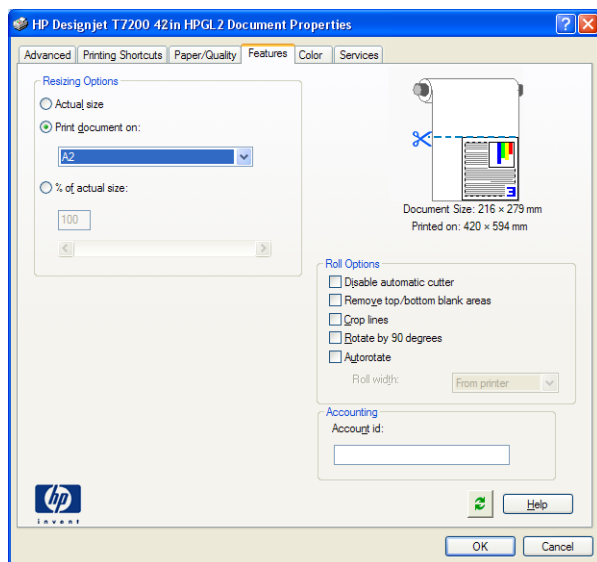 HP Designjet T7200 42in HPGL2 Document Properties
Advanced
Printing Shortcuts
Paper/Quality
Features
Color
Services
Resizing Options
Actual size
Print document on:
A2
% of actual size:
100
3
Document Size: 216 × 279 mm
Printed on: 420 × 594 mm
Roll Options
Disable automatic cutter
Remove top/bottom blank areas
Crop lines
Rotate by 90 degrees
Autorotate
Roll width:
From printer
Accounting
Account id:
hp
invent
Help
OK
Cancel